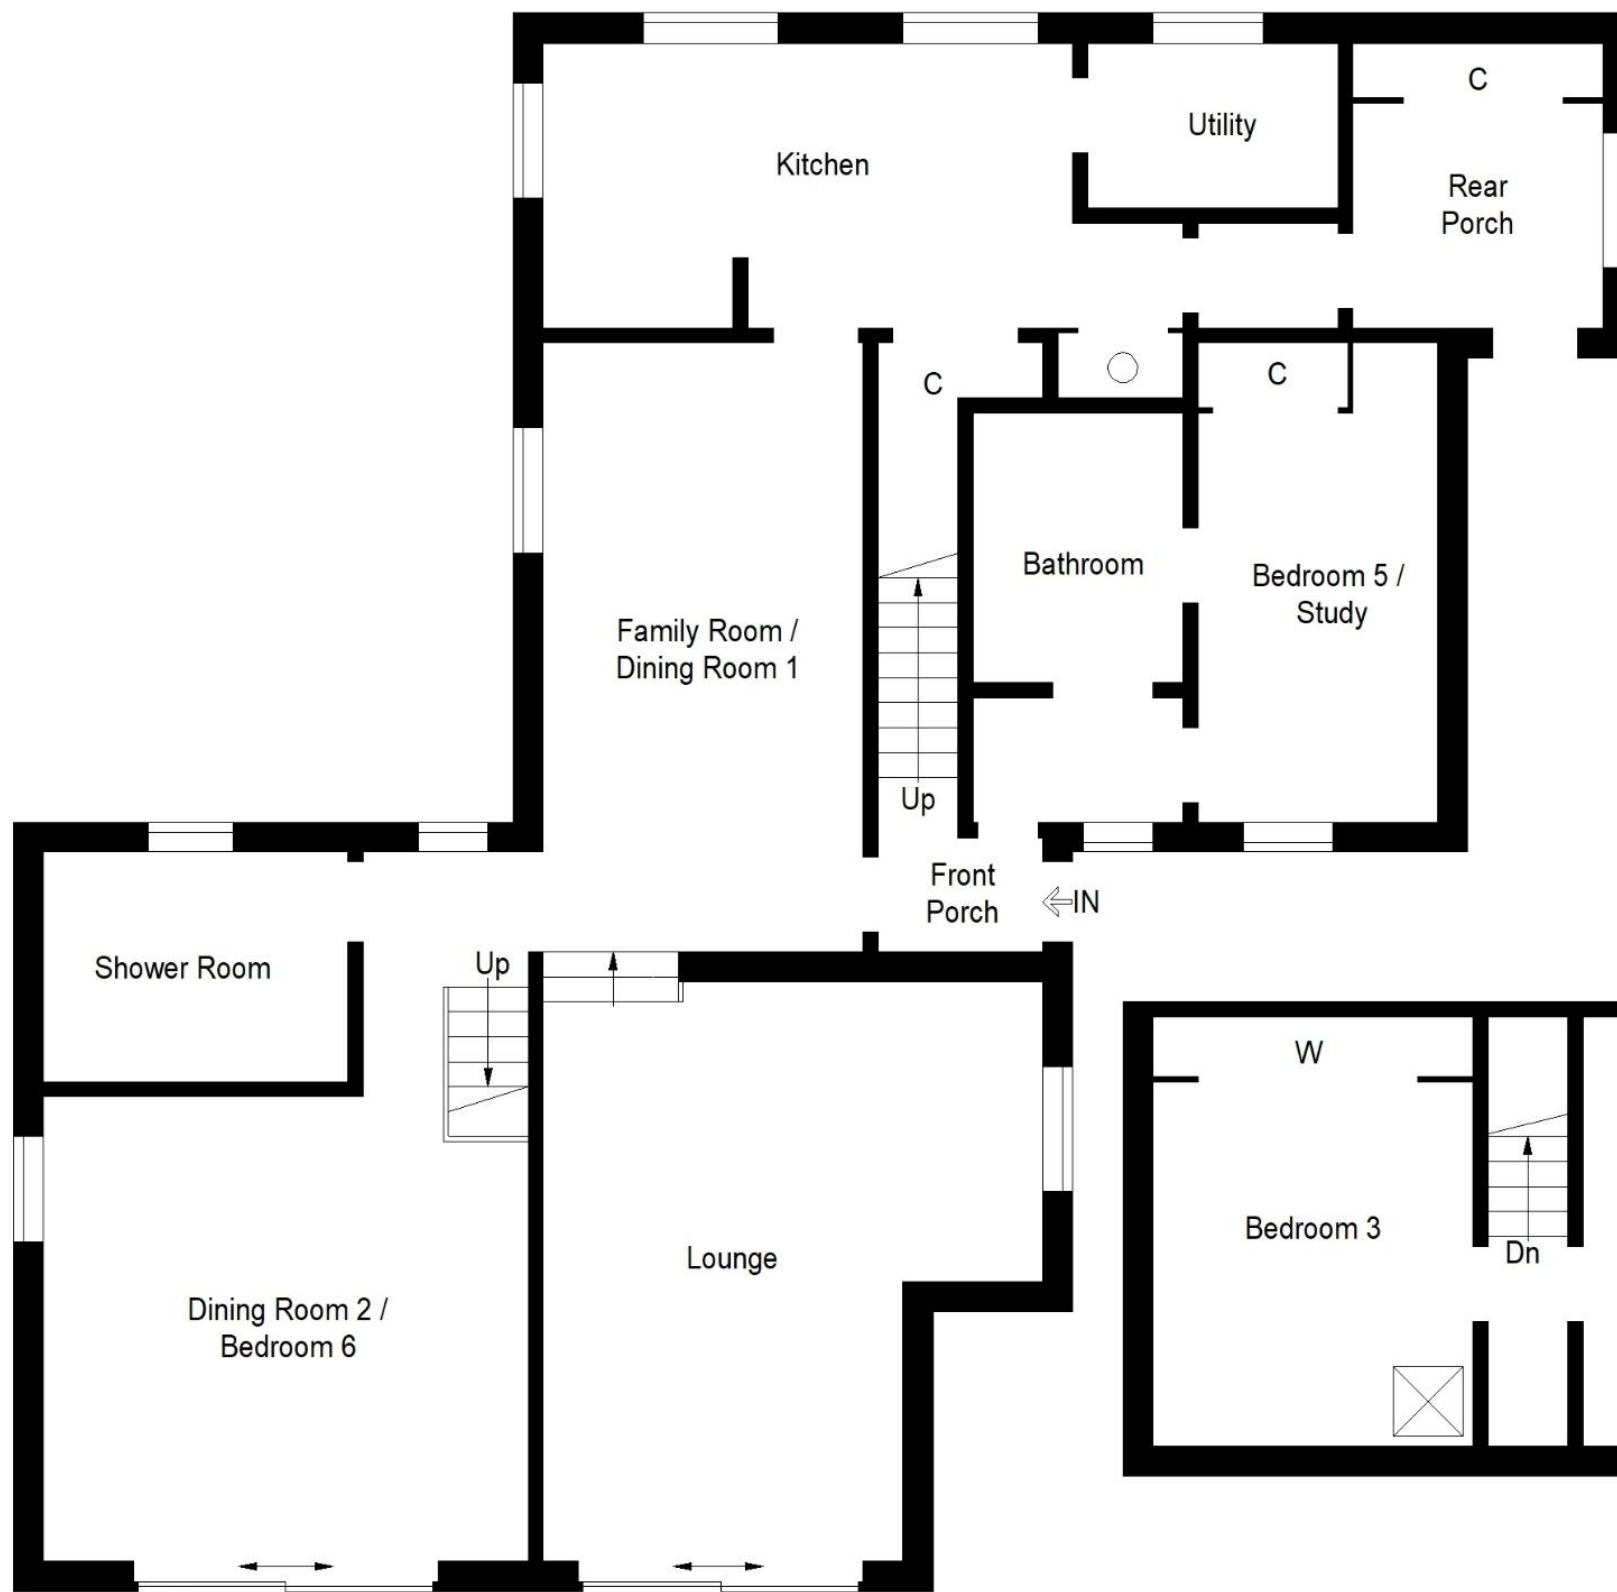 C
Utility
Kitchen
Rear
Porch
C
C
Bathroom
Bedroom 5 /
Study
Family Room /
Dining Room 1
Up
Front
Porch
IN
Shower Room
Up
W
Bedroom 3
Dn
Lounge
Dining Room 2 /
Bedroom 6